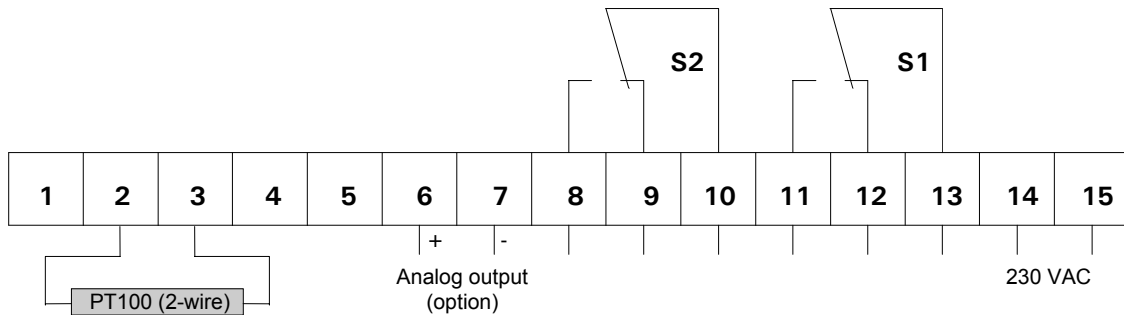 S2
S1
1 2 3 4 5 6 7 8 9 10 11 12 13 14 15
+ -
Analog output
(option)
230 VAC
PT100 (2-wire)